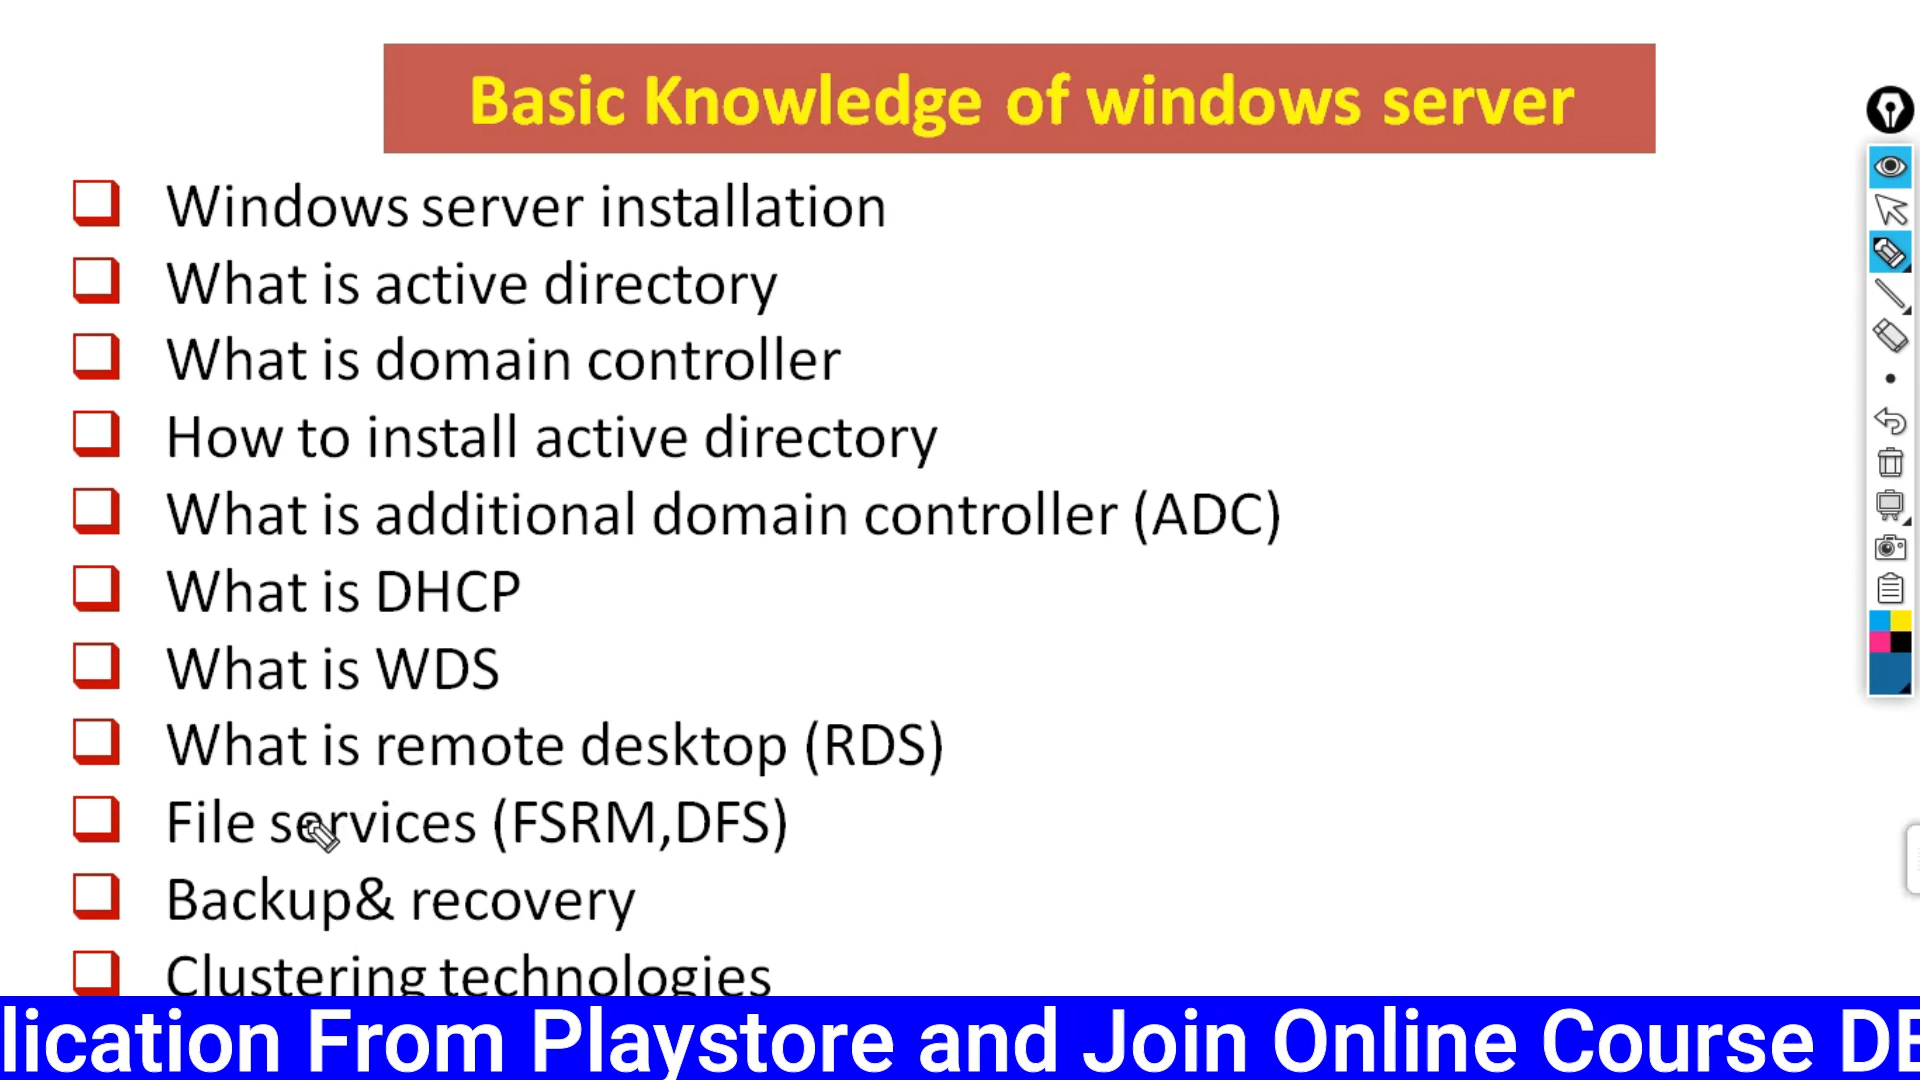 Basic Knowledge of windows server
Windows server installation
What is active directory
What is domain controller
How to install active directory
What is additional domain controller (ADC)
What is DHCP
What is WDS
What is remote desktop (RDS)
File services (FSRM,DFS)
Backup& recovery
Clustering technologies
lication From Playstore and Join Online Course DE